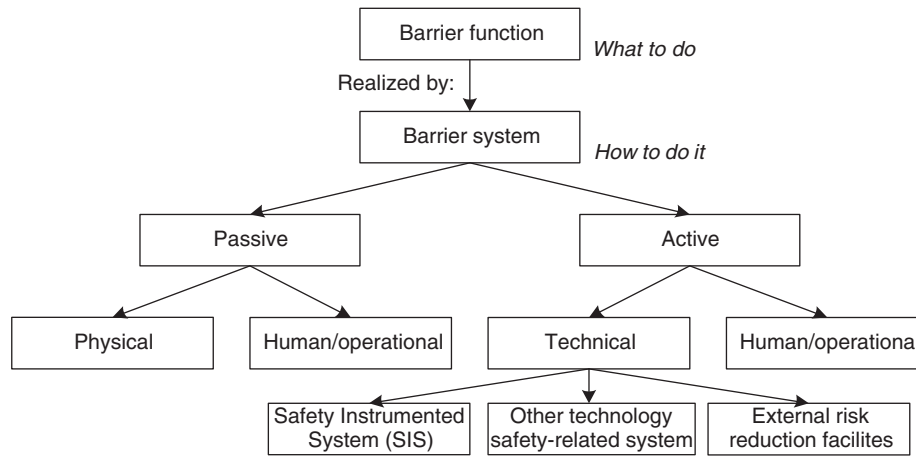 Barrier function
What to do
Realized by:
Barrier system
How to do it
Passive
Active
Physical
Human/operational
Technical
Human/operational
Safety Instrumented
System (SIS)
Other technology
safety-related system
External risk
reduction facilites